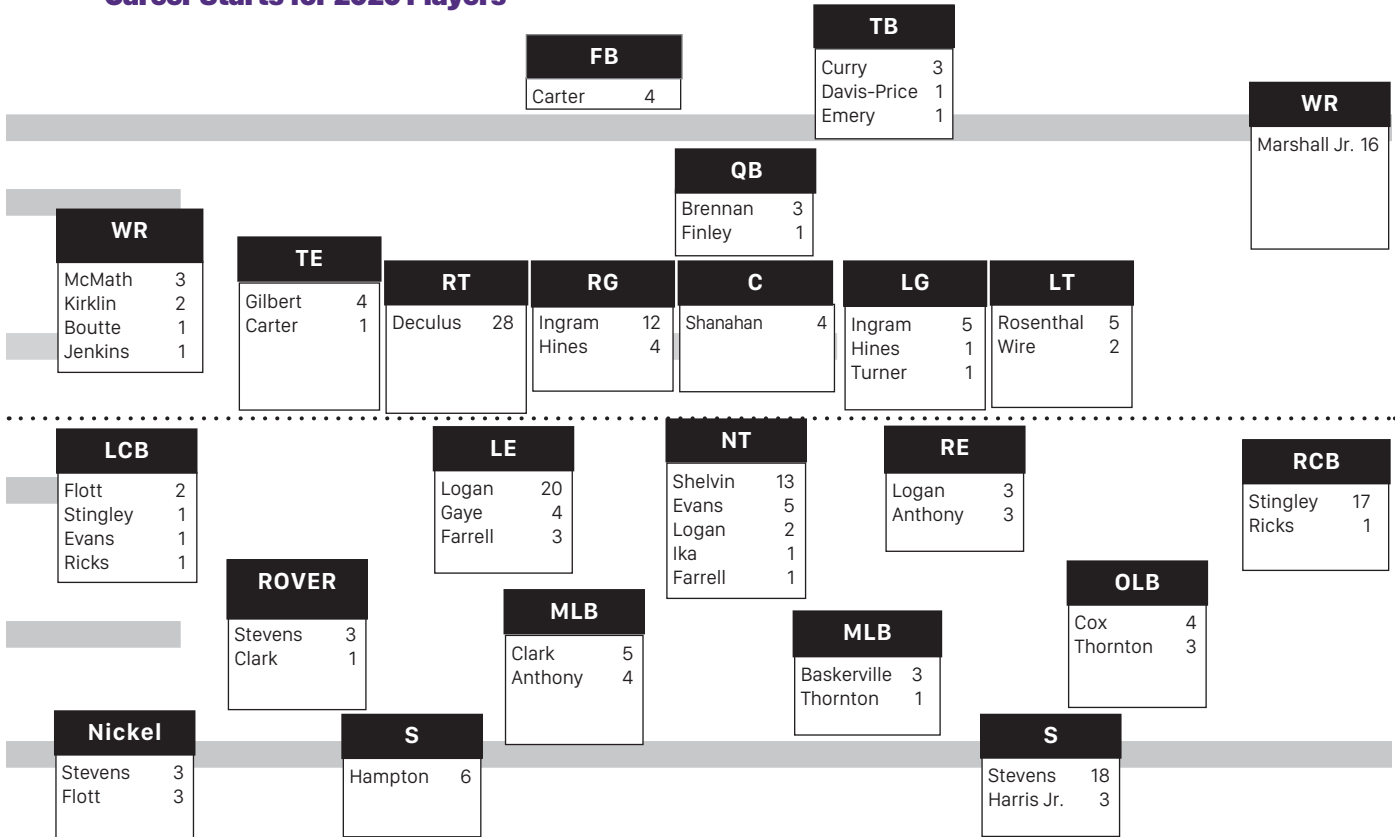 Career Starts for 2020 Players
FB
Carter 4
TB
Curry 3
Davis-Price 1
Emery 1
WR
Marshall Jr. 16
QB
Brennan 3
Finley 1
WR
McMath 3
Kirklin 2
Boutte 1
Jenkins 1
TE
Gilbert 4
Carter 1
RT
Deculus 28
RG
Ingram 12
Hines 4
C
Shanahan 4
LG
Ingram 5
Hines 1
Turner 1
LT
Rosenthal 5
Wire 2
LCB
Flott 2
Stingley 1
Evans 1
Ricks 1
LE
Logan 20
Gaye 4
Farrell 3
NT
Shelvin 13
Evans 5
Logan 2
Ika 1
Farrell 1
RE
Logan 3
Anthony 3
RCB
Stingley 17
Ricks 1
ROVER
Stevens 3
Clark 1
MLB
Clark 5
Anthony 4
MLB
Baskerville 3
Thornton 1
OLB
Cox 4
Thornton 3
Nickel
Stevens 3
Flott 3
S
Hampton 6
S
Stevens 18
Harris Jr. 3